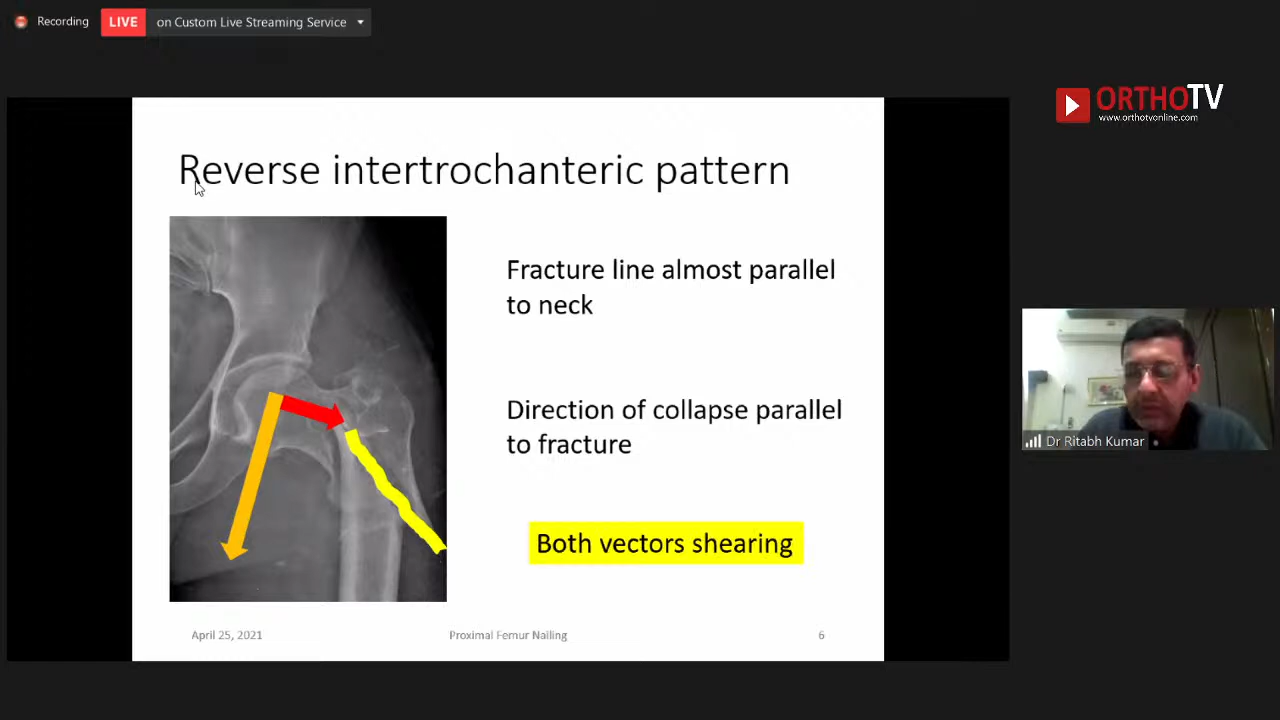 Recording
LIVE
on Custom Live Streaming Service
ORTHOTV
www.orthotvonline.com
Reverse intertrochanteric pattern
Fracture line almost parallel
to neck
Direction of collapse parallel
to fracture
Both vectors shearing
Dr Ritabh Kumar
April 25, 2021
Proximal Femur Nailing
6